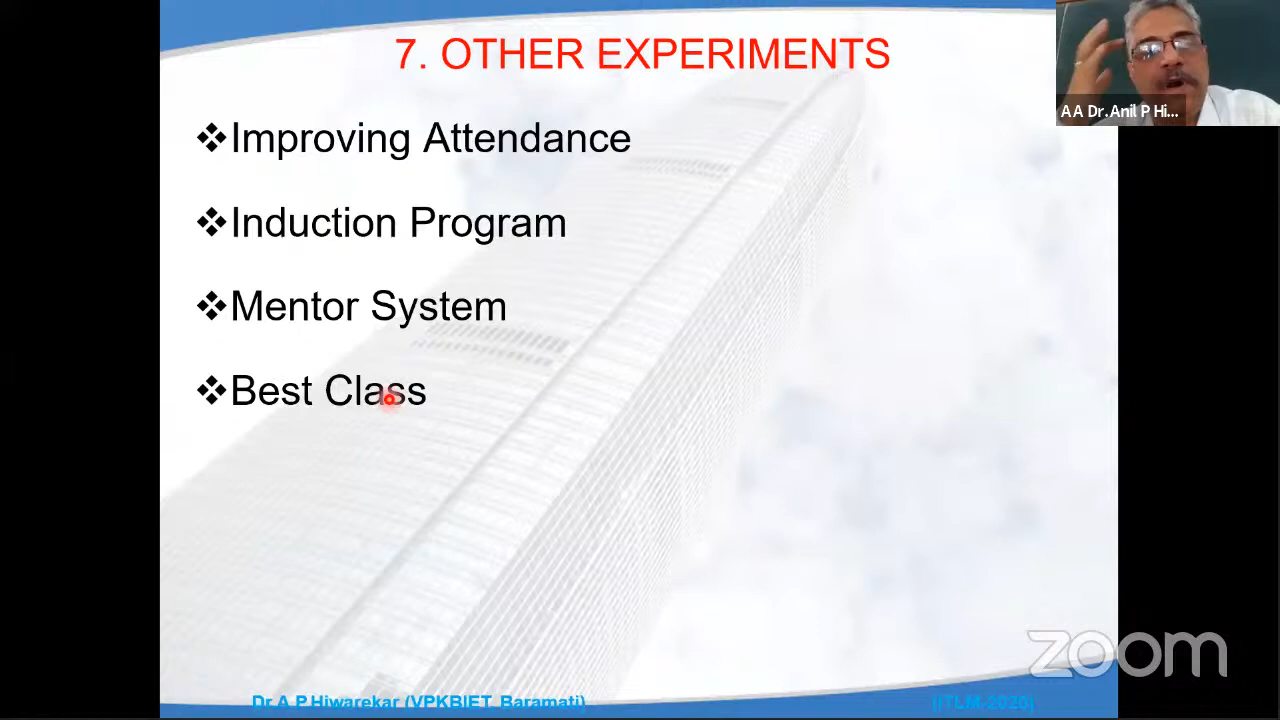 7. OTHER EXPERIMENTS
A A Dr.Anil P Hi...
❖Improving Attendance
❖Induction Program
❖Mentor System
❖Best Class
zoom
Dr.A.P.Hiwarekar (VPKBIET, Baramati)